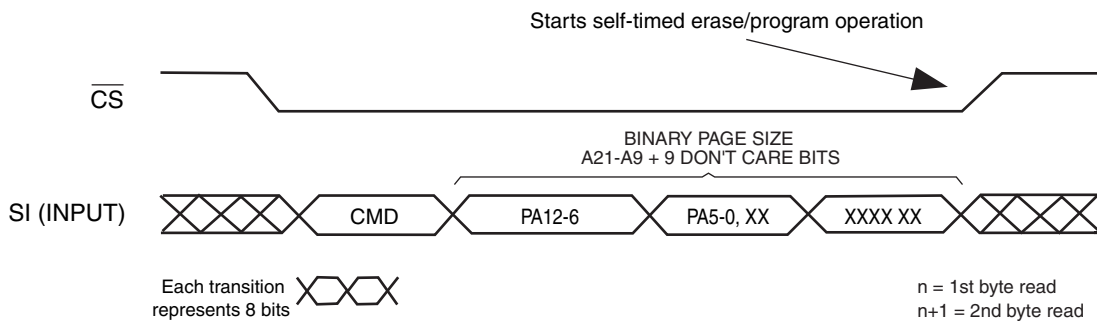 Starts self-timed erase/program operation
CS
BINARY PAGE SIZE
A21-A9 + 9 DON'T CARE BITS
SI (INPUT)
CMD
PA12-6
PA5-0, XX
XXXX XX
Each transition
represents 8 bits
n = 1st byte read
n+1 = 2nd byte read